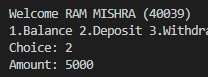 Welcome RAM MISHRA (40039)
1.Balance 2.Deposit 3.Withdra
Choice: 2
Amount: 5000